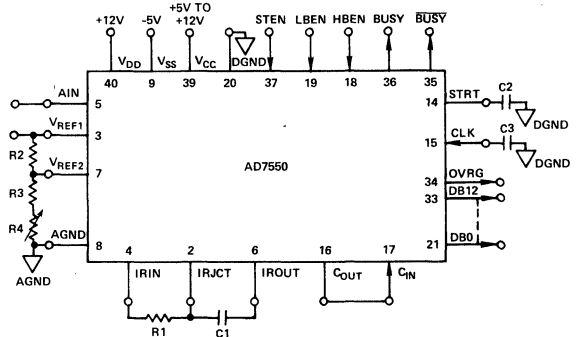 +5V TO
+12V -5V +12V STEN LBEN HBEN BUSY BUSY
DGND
VDD VSS VCC
40 9 39 20 37 19 18 36 35
AIN 5
VREF1 3
R2
VREF2 7
R3
R4
AGND 8
AGND
AD7550
14 STRT C2
DGND
15 CLK C3
DGND
34 OVRG
33 DB12
21 DB0
4 2 6 16 17
IRIN IRJCT IROUT COUT CIN
R1 C1